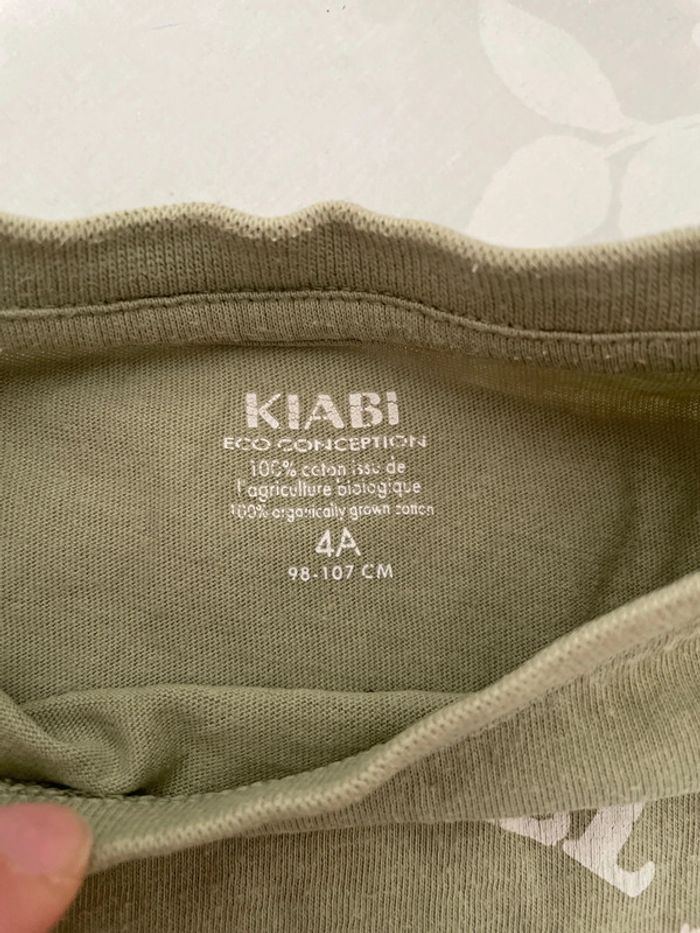 KIABI
ECO CONCEPTION
100% coton issu de
l'agriculture biologique
100% organically grown cotton
4A
98-107 CM